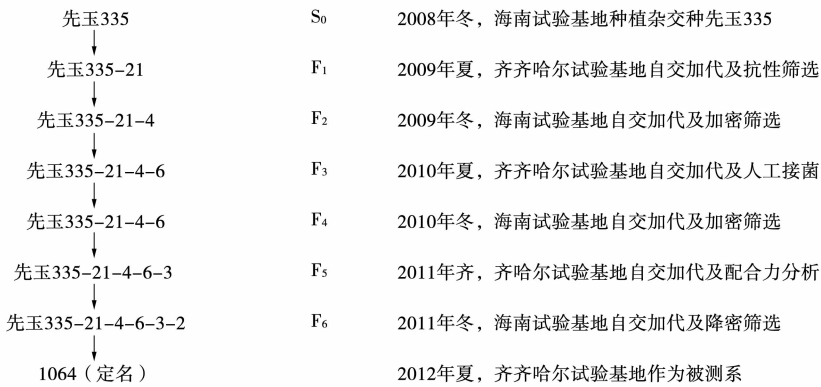 先玉335 S₀ 2008年冬，海南试验基地种植杂交种先玉335
先玉335-21 F₁ 2009年夏，齐齐哈尔试验基地自交加代及抗性筛选
先玉335-21-4 F₂ 2009年冬，海南试验基地自交加代及加密筛选
先玉335-21-4-6 F₃ 2010年夏，齐齐哈尔试验基地自交加代及人工接菌
先玉335-21-4-6 F₄ 2010年冬，海南试验基地自交加代及加密筛选
先玉335-21-4-6-3 F₅ 2011年齐，齐哈尔试验基地自交加代及配合力分析
先玉335-21-4-6-3-2 F₆ 2011年冬，海南试验基地自交加代及降密筛选
1064（定名） 2012年夏，齐齐哈尔试验基地作为被测系